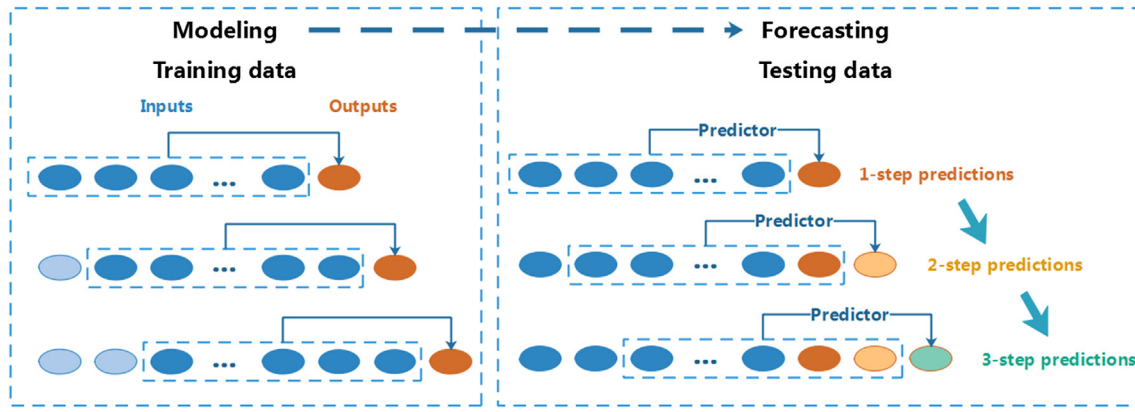 Modeling
Forecasting
Training data
Testing data
Inputs
Outputs
...
Predictor
...
1-step predictions
Predictor
...
...
2-step predictions
Predictor
...
...
3-step predictions